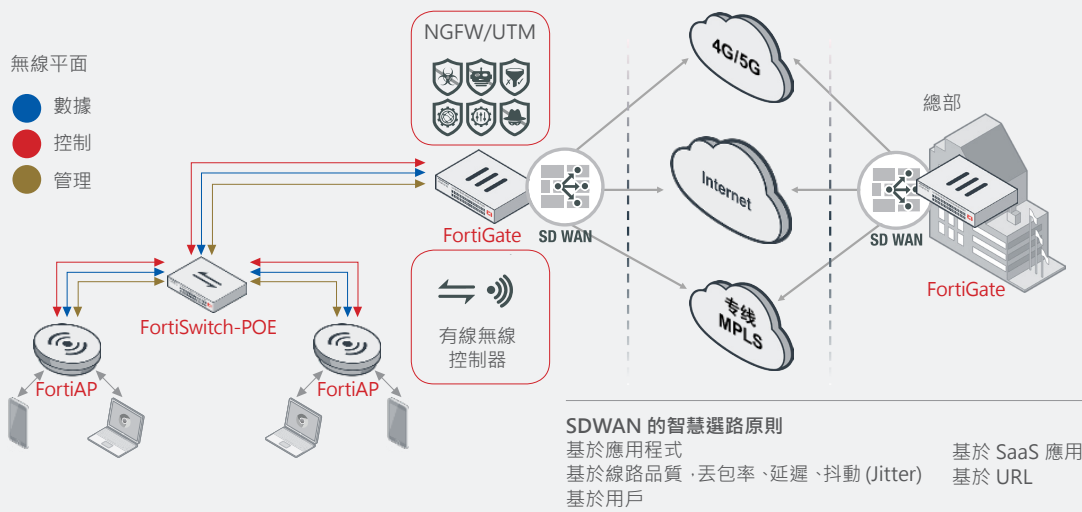 NGFW/UTM
無線平面
數據
控制
管理
4G/5G
總部
Internet
FortiGate
SD WAN
SD WAN
FortiGate
专线
MPLS
FortiSwitch-POE
有線無線
控制器
FortiAP
FortiAP
SDWAN 的智慧選路原則
基於應用程式
基於線路品質，丟包率、延遲、抖動 (Jitter)
基於用戶
基於 SaaS 應用
基於 URL